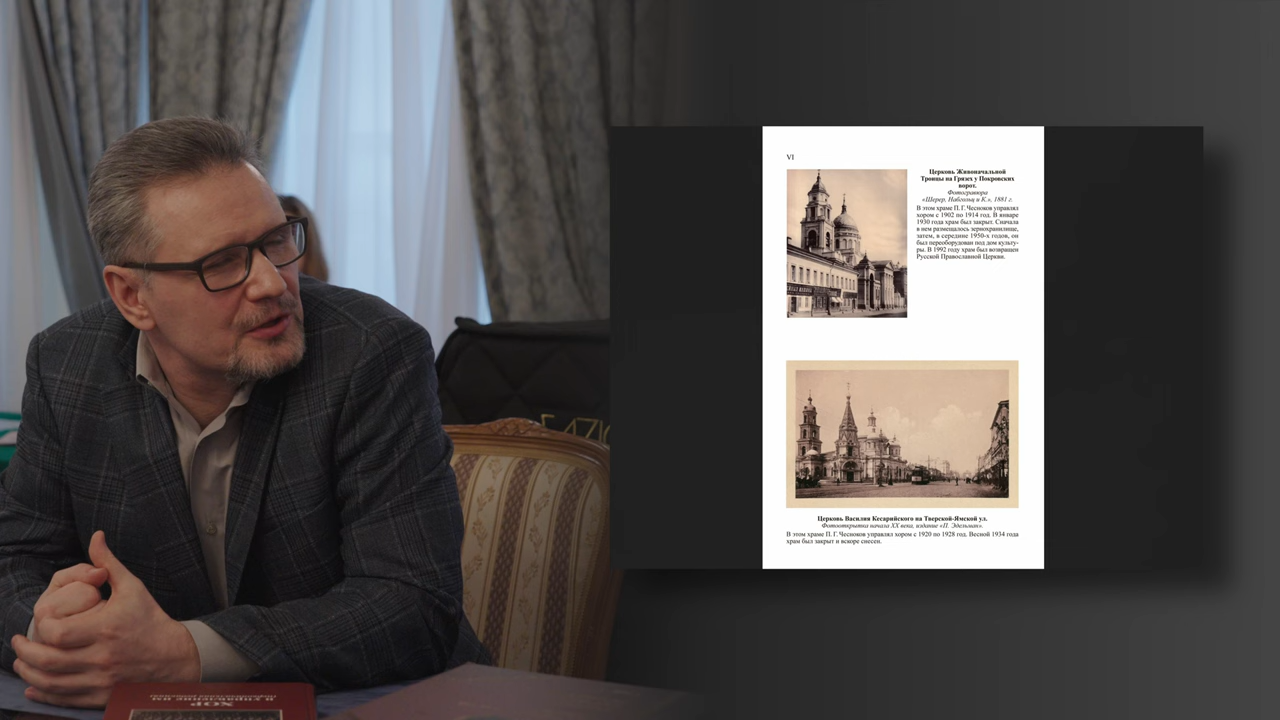 VI
Церковь Живоначальной
Троицы на Грязех у Покровских
ворот.
Фотогравюра
«Шерер, Набгольц и К.», 1881 г.
В этом храме П. Г. Чесноков управлял
хором с 1902 по 1914 год. В январе
1930 года храм был закрыт. Сначала
в нем размещалось зернохранилище,
затем, в середине 1950-х годов, он
был переоборудован под дом культу-
ры. В 1992 году храм был возвращен
Русской Православной Церкви.
Церковь Василия Кесарийского на Тверской-Ямской ул.
Фотооткрытка начала XX века, издание «П. Эдельман».
В этом храме П. Г. Чесноков управлял хором с 1920 по 1928 год. Весной 1934 года
храм был закрыт и вскоре снесен.
ХОР
и управление им